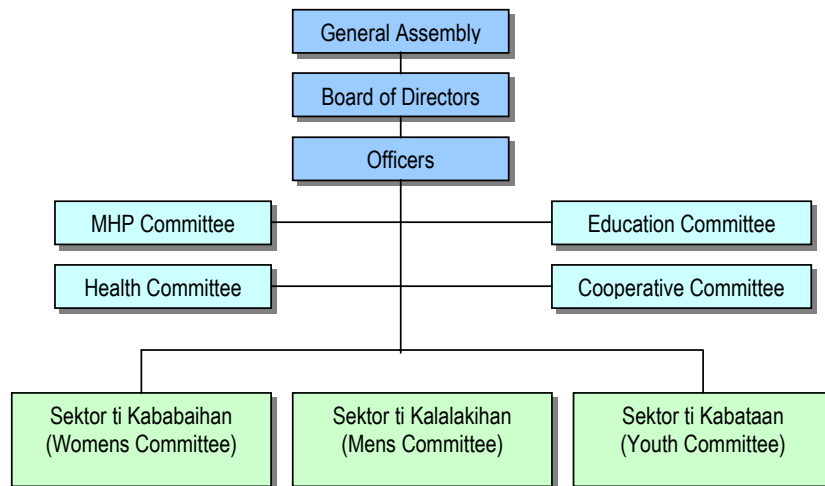 General Assembly
Board of Directors
Officers
MHP Committee
Education Committee
Health Committee
Cooperative Committee
Sektor ti Kababaihan
(Womens Committee)
Sektor ti Kalalakihan
(Mens Committee)
Sektor ti Kabataan
(Youth Committee)